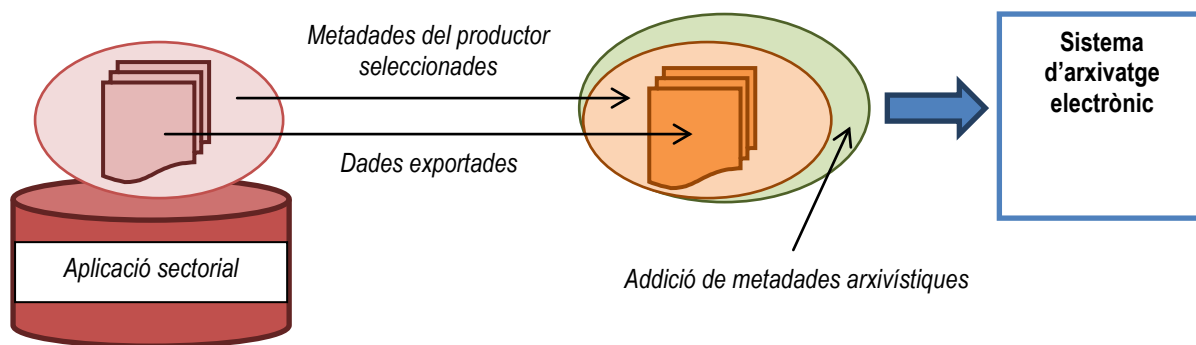 Metadades del productor
seleccionades
Dades exportades
Aplicació sectorial
Addició de metadades arxivístiques
Sistema
d’arxivatge
electrònic